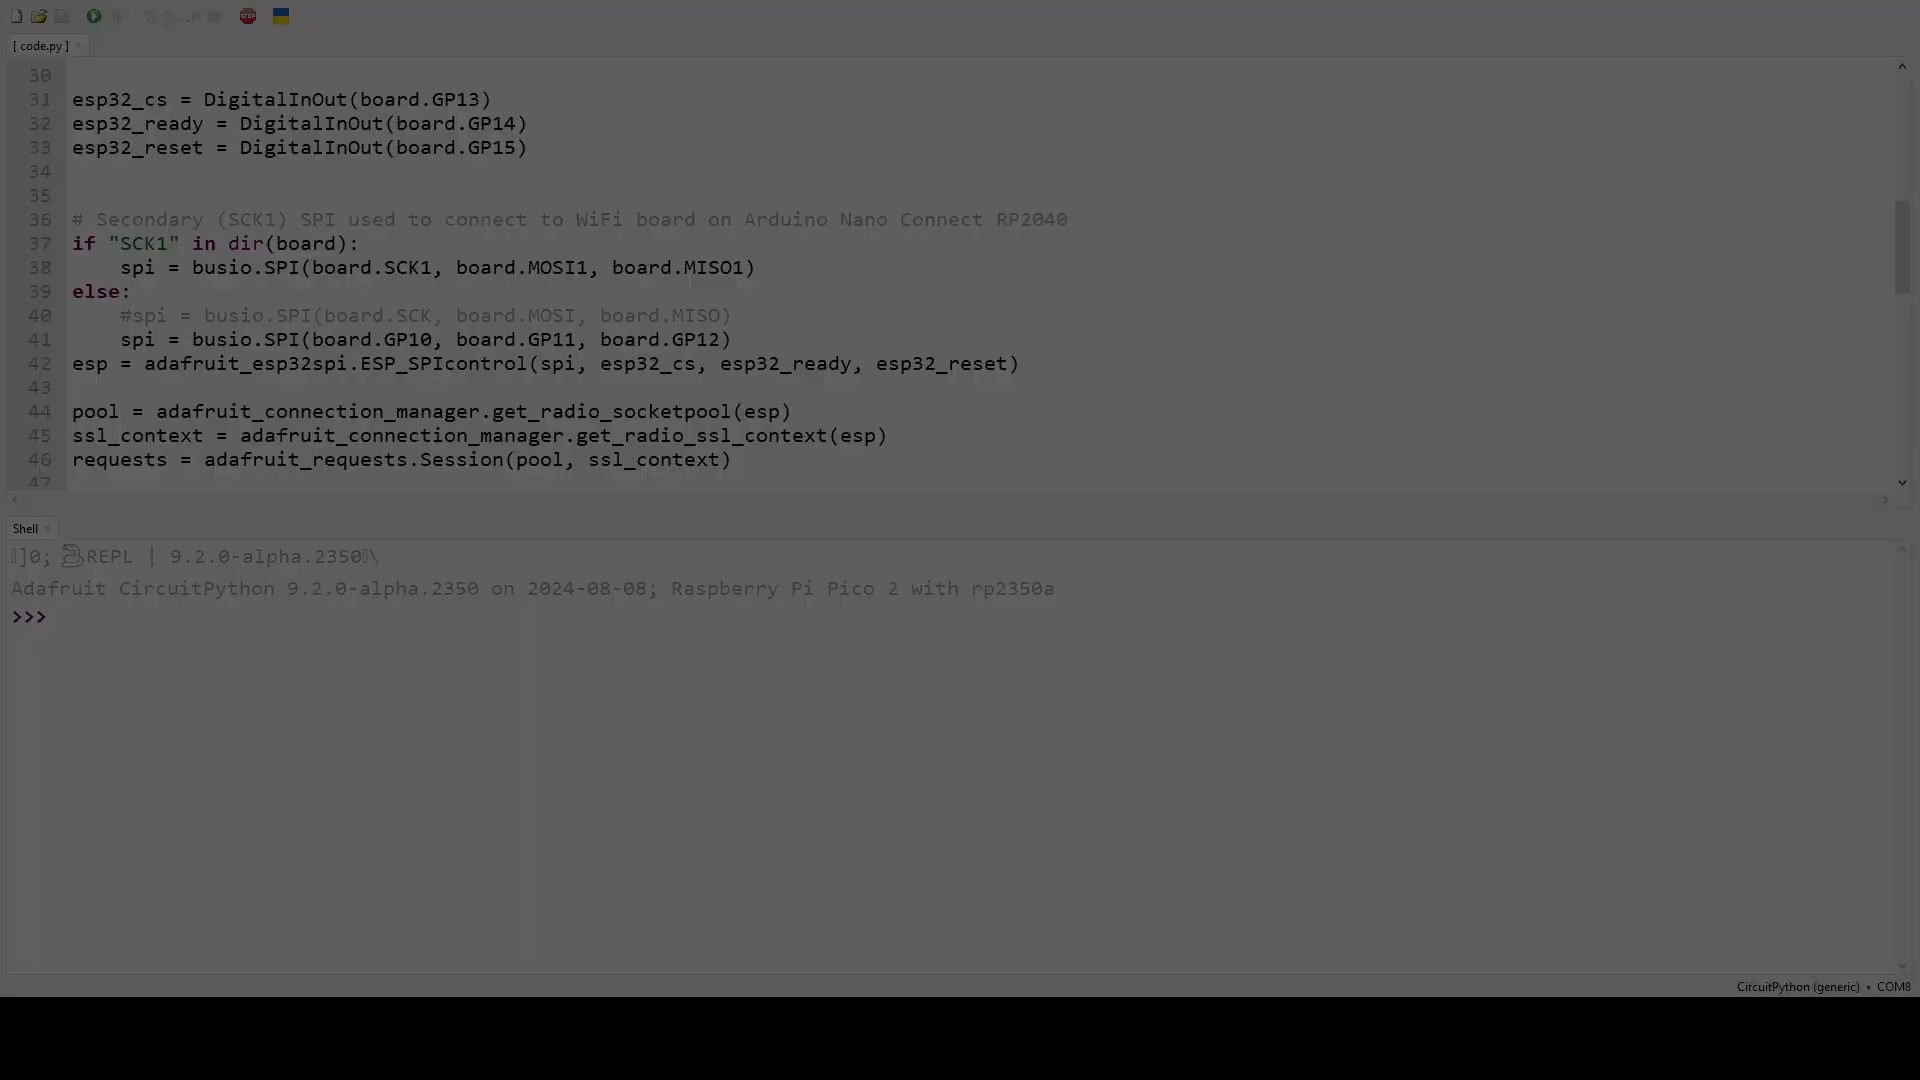 STOP
[ code.py ]
30
31 esp32_cs = DigitalInOut(board.GP13)
32 esp32_ready = DigitalInOut(board.GP14)
33 esp32_reset = DigitalInOut(board.GP15)
34
35
36 # Secondary (SCK1) SPI used to connect to WiFi board on Arduino Nano Connect RP2040
37 if "SCK1" in dir(board):
38     spi = busio.SPI(board.SCK1, board.MOSI1, board.MISO1)
39 else:
40     #spi = busio.SPI(board.SCK, board.MOSI, board.MISO)
41     spi = busio.SPI(board.GP10, board.GP11, board.GP12)
42 esp = adafruit_esp32spi.ESP_SPIcontrol(spi, esp32_cs, esp32_ready, esp32_reset)
43
44 pool = adafruit_connection_manager.get_radio_socketpool(esp)
45 ssl_context = adafruit_connection_manager.get_radio_ssl_context(esp)
46 requests = adafruit_requests.Session(pool, ssl_context)
47
Shell
]0; REPL | 9.2.0-alpha.2350\
Adafruit CircuitPython 9.2.0-alpha.2350 on 2024-08-08; Raspberry Pi Pico 2 with rp2350a
>>>
CircuitPython (generic) • COM8